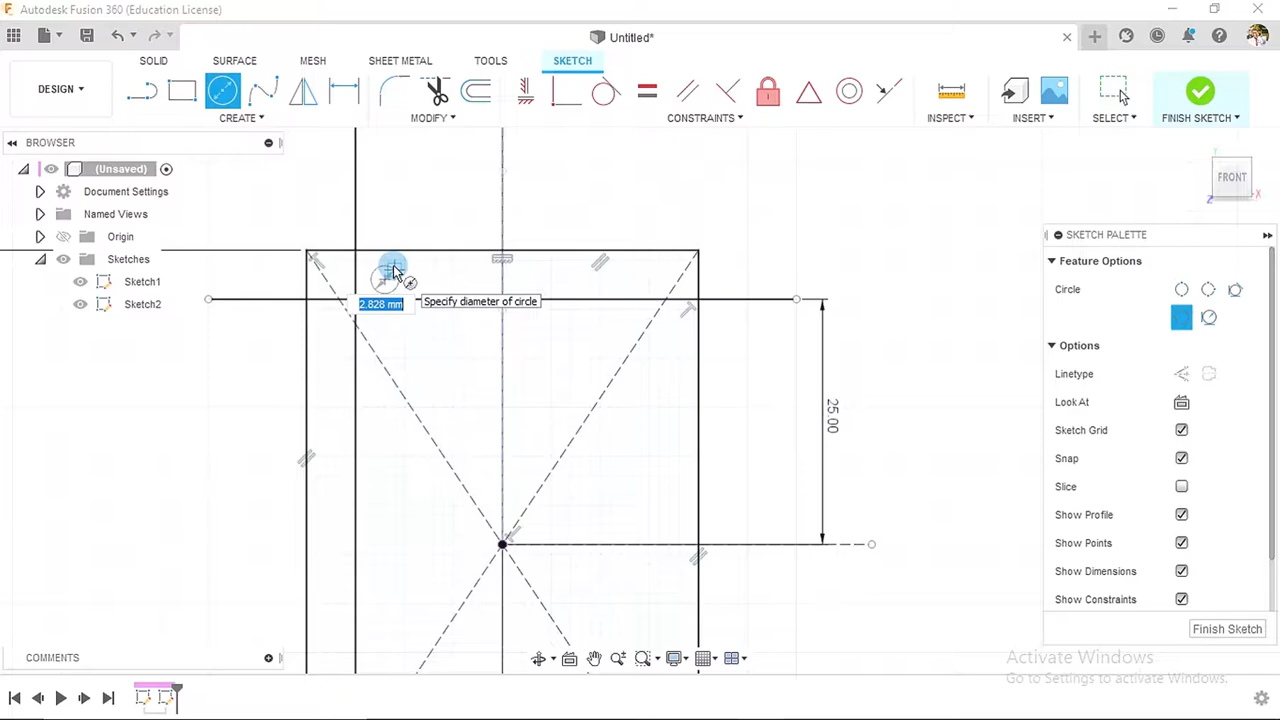 Autodesk Fusion 360 (Education License)
Untitled*
SOLID SURFACE MESH SHEET METAL SKETCH TOOLS
DESIGN
CREATE MODIFY CONSTRAINTS INSPECT INSERT SELECT FINISH SKETCH
BROWSER
(Unsaved)
Document Settings
Named Views
Origin
Sketches
Sketch1
Sketch2
Y
FRONT
Z X
2.828 mm
Specify diameter of circle
25.00
SKETCH PALETTE
Feature Options
Circle
Options
Linetype
Look At
Sketch Grid
Snap
Slice
Show Profile
Show Points
Show Dimensions
Show Constraints
Finish Sketch
COMMENTS
Activate Windows
Go to Settings to activate Windows.